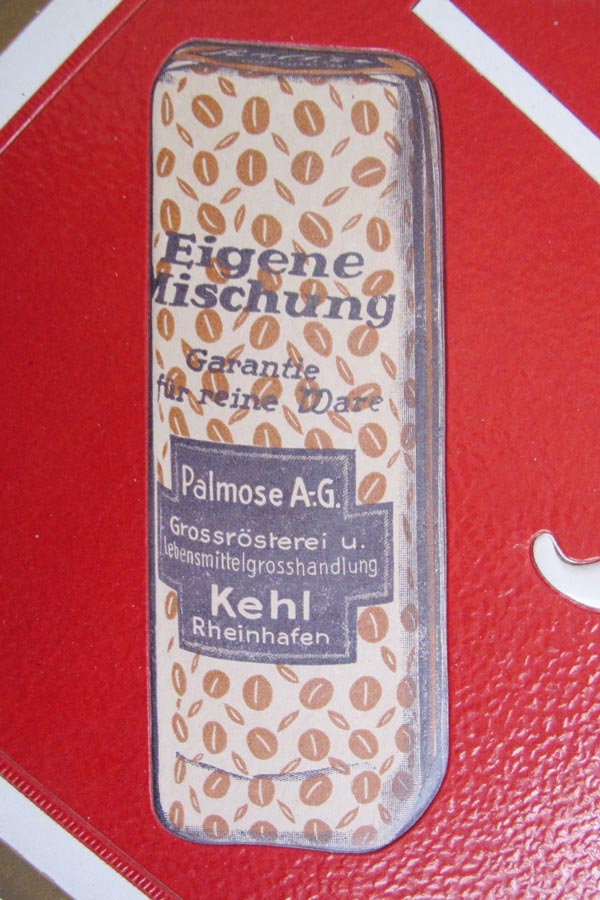 Eigene
Mischung
Garantie
für reine Ware
Palmose A.-G.
Grossrösterei u.
Lebensmittelgrosshandlung
Kehl
Rheinhafen